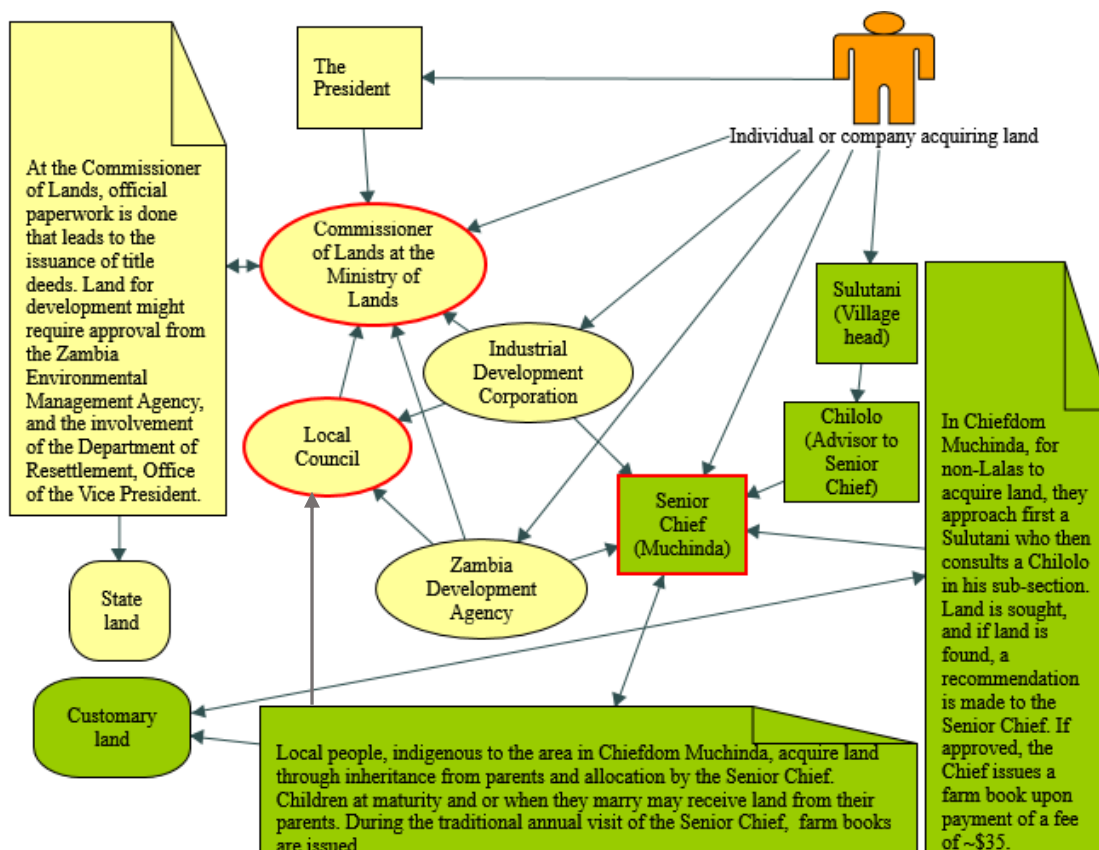 The
President
Individual or company acquiring land
At the Commissioner
of Lands, official
paperwork is done
that leads to the
issuance of title
deeds. Land for
development might
require approval from
the Zambia
Environmental
Management Agency,
and the involvement
of the Department of
Resettlement, Office
of the Vice President.
Commissioner
of Lands at the
Ministry of
Lands
Sulutani
(Village
head)
Industrial
Development
Corporation
Local
Council
Chilolo
(Advisor to
Senior
Chief)
Senior
Chief
(Muchinda)
Zambia
Development
Agency
In Chiefdom
Muchinda, for
non-Lalas to
acquire land, they
approach first a
Sulutani who then
consults a Chilolo
in his sub-section.
Land is sought,
and if land is
found, a
recommendation
is made to the
Senior Chief. If
approved, the
Chief issues a
farm book upon
payment of a fee
of ~$35.
State
land
Customary
land
Local people, indigenous to the area in Chiefdom Muchinda, acquire land
through inheritance from parents and allocation by the Senior Chief.
Children at maturity and or when they marry may receive land from their
parents. During the traditional annual visit of the Senior Chief, farm books
are issued